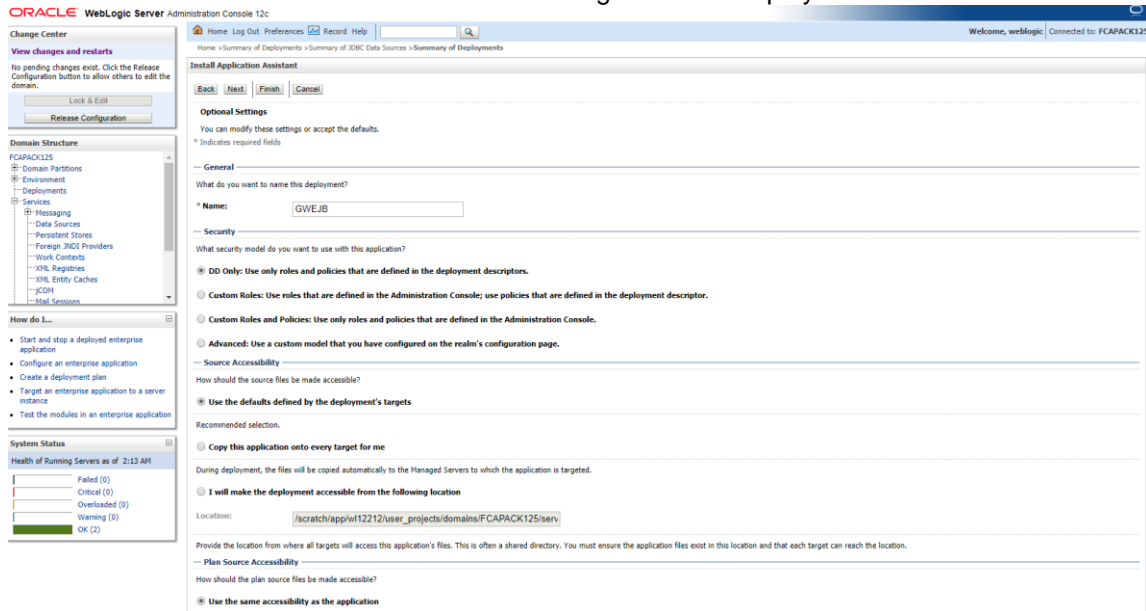 ORACLE WebLogic Server Administration Console 12c
Change Center
View changes and restarts
No pending changes exist. Click the Release
Configuration button to allow others to edit the
domain.
Lock & Edit
Release Configuration
Domain Structure
FCAPACK125
Domain Partitions
Environment
Deployments
Services
Messaging
Data Sources
Persistent Stores
Foreign JNDI Providers
Work Contexts
XML Registries
XML Entity Caches
jCOM
Mail Sessions
How do I...
Start and stop a deployed enterprise
application
Configure an enterprise application
Create a deployment plan
Target an enterprise application to a server
instance
Test the modules in an enterprise application
System Status
Health of Running Servers as of 2:13 AM
Failed (0)
Critical (0)
Overloaded (0)
Warning (0)
OK (2)
Home Log Out Preferences Record Help
Welcome, weblogic Connected to: FCAPACK125
Home >Summary of Deployments >Summary of JDBC Data Sources >Summary of Deployments
Install Application Assistant
Back Next Finish Cancel
Optional Settings
You can modify these settings or accept the defaults.
* Indicates required fields
General
What do you want to name this deployment?
* Name: GWEJB
Security
What security model do you want to use with this application?
DD Only: Use only roles and policies that are defined in the deployment descriptors.
Custom Roles: Use roles that are defined in the Administration Console; use policies that are defined in the deployment descriptor.
Custom Roles and Policies: Use only roles and policies that are defined in the Administration Console.
Advanced: Use a custom model that you have configured on the realm's configuration page.
Source Accessibility
How should the source files be made accessible?
Use the defaults defined by the deployment's targets
Recommended selection.
Copy this application onto every target for me
During deployment, the files will be copied automatically to the Managed Servers to which the application is targeted.
I will make the deployment accessible from the following location
Location: /scratch/app/wl12212/user_projects/domains/FCAPACK125/serv
Provide the location from where all targets will access this application's files. This is often a shared directory. You must ensure the application files exist in this location and that each target can reach the location.
Plan Source Accessibility
How should the plan source files be made accessible?
Use the same accessibility as the application